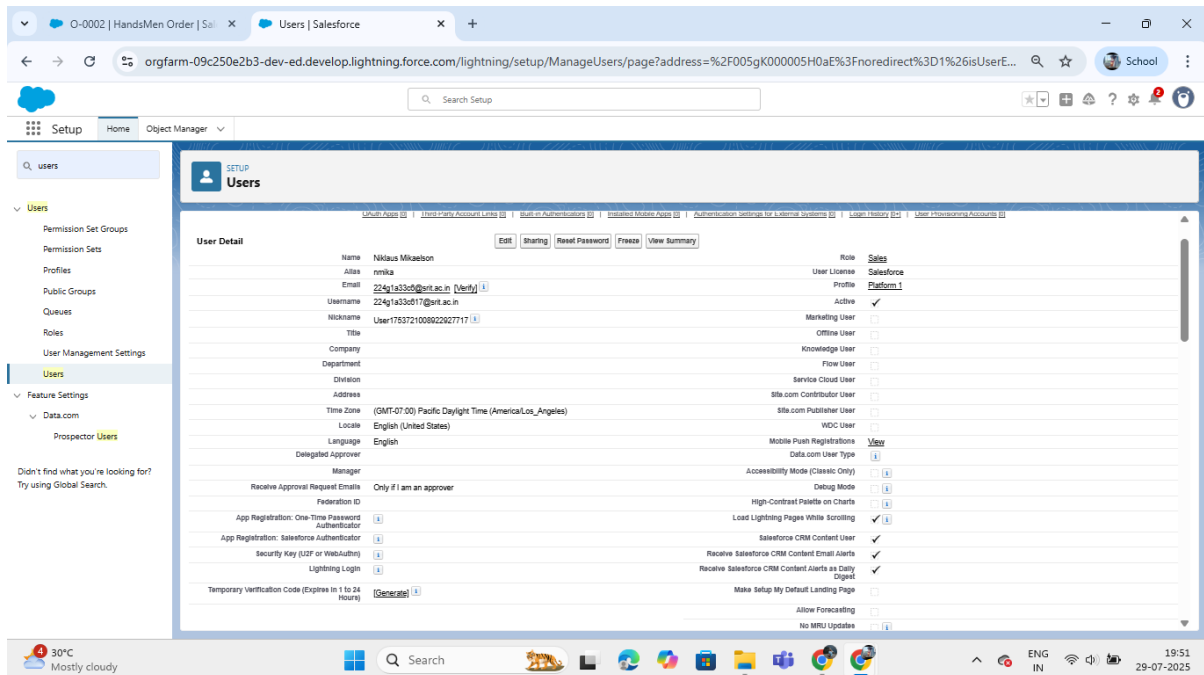 O-0002 | HandsMen Order | Sal
Users | Salesforce
orgfarm-09c250e2b3-dev-ed.develop.lightning.force.com/lightning/setup/ManageUsers/page?address=%2F005gK000005H0aE%3Fnoredirect%3D1%26isUserE...
School
Search Setup
2
Setup
Home
Object Manager
users
SETUP
Users
Users
Permission Set Groups
Permission Sets
Profiles
Public Groups
Queues
Roles
User Management Settings
Users
Feature Settings
Data.com
Prospector Users
Didn't find what you're looking for?
Try using Global Search.
OAuth Apps [0] | Third-Party Account Links [0] | Built-in Authenticators [0] | Installed Mobile Apps [0] | Authentication Settings for External Systems [0] | Login History [0+] | User Provisioning Accounts [0]
User Detail
Edit Sharing Reset Password Freeze View Summary
Name Niklaus Mikaelson
Role Sales
Alias nmika
User License Salesforce
Email 224g1a33c6@srit.ac.in [Verify] i
Profile Platform 1
Username 224g1a33c617@srit.ac.in
Active
Nickname User1753721008922927717 i
Marketing User
Title
Offline User
Company
Knowledge User
Department
Flow User
Division
Service Cloud User
Address
Site.com Contributor User
Time Zone (GMT-07:00) Pacific Daylight Time (America/Los_Angeles)
Site.com Publisher User
Locale English (United States)
WDC User
Language English
Mobile Push Registrations View
Delegated Approver
Data.com User Type i
Manager
Accessibility Mode (Classic Only) i
Receive Approval Request Emails Only if I am an approver
Debug Mode i
Federation ID
High-Contrast Palette on Charts i
App Registration: One-Time Password
Authenticator i
Load Lightning Pages While Scrolling i
App Registration: Salesforce Authenticator i
Salesforce CRM Content User
Security Key (U2F or WebAuthn) i
Receive Salesforce CRM Content Email Alerts
Lightning Login i
Receive Salesforce CRM Content Alerts as Daily
Digest
Temporary Verification Code (Expires in 1 to 24
Hours) [Generate] i
Make Setup My Default Landing Page
Allow Forecasting
No MRU Updates i
4
30°C
Mostly cloudy
Search
ENG
IN
19:51
29-07-2025